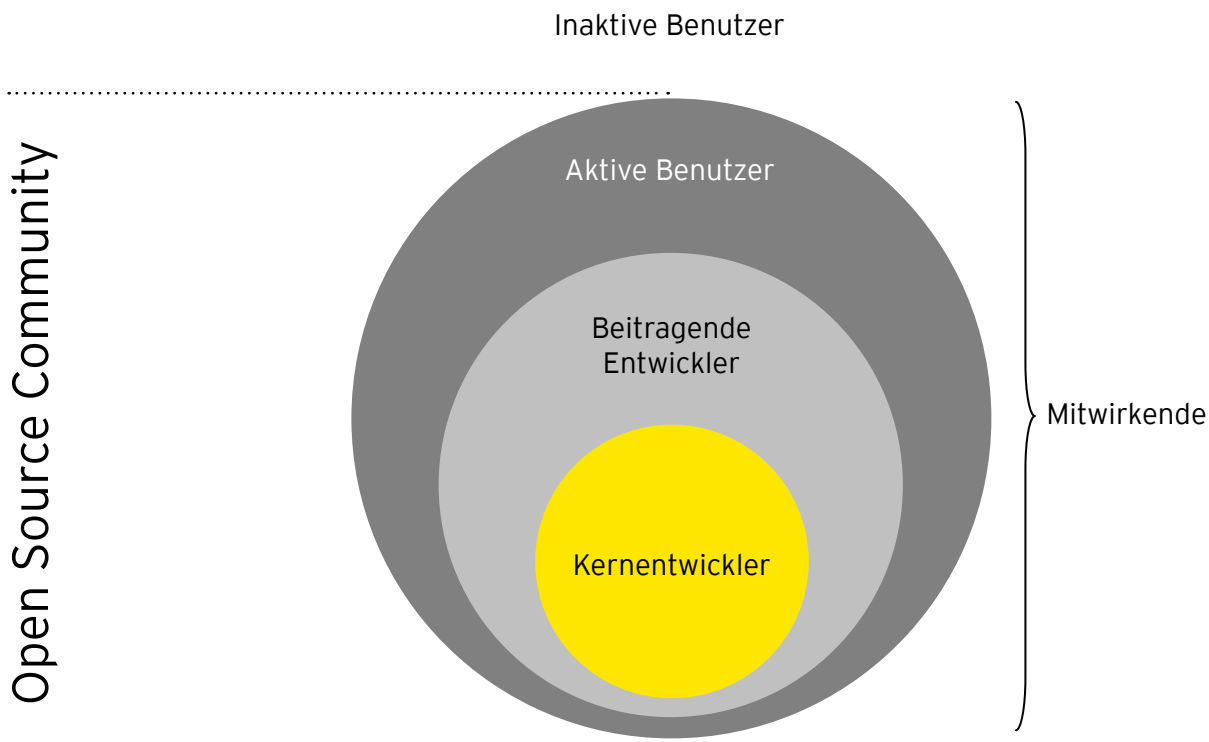 Inaktive Benutzer
Open Source Community
Aktive Benutzer
Beitragende
Entwickler
Mitwirkende
Kernentwickler